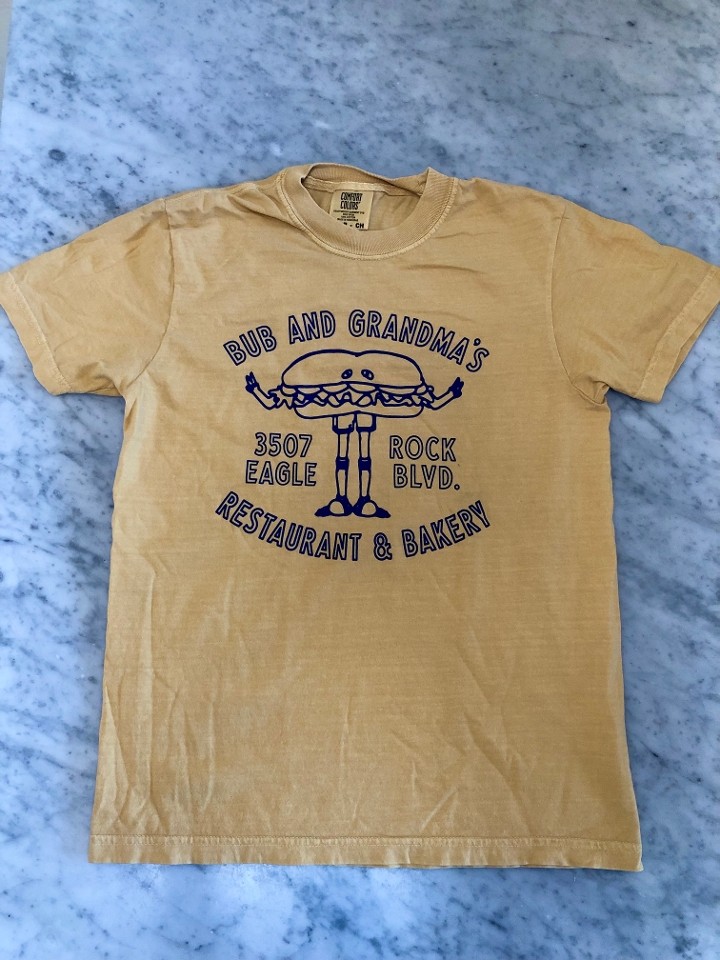 COMFORT
COLORS
BUB AND GRANDMA'S
3507 ROCK
EAGLE BLVD.
RESTAURANT & BAKERY